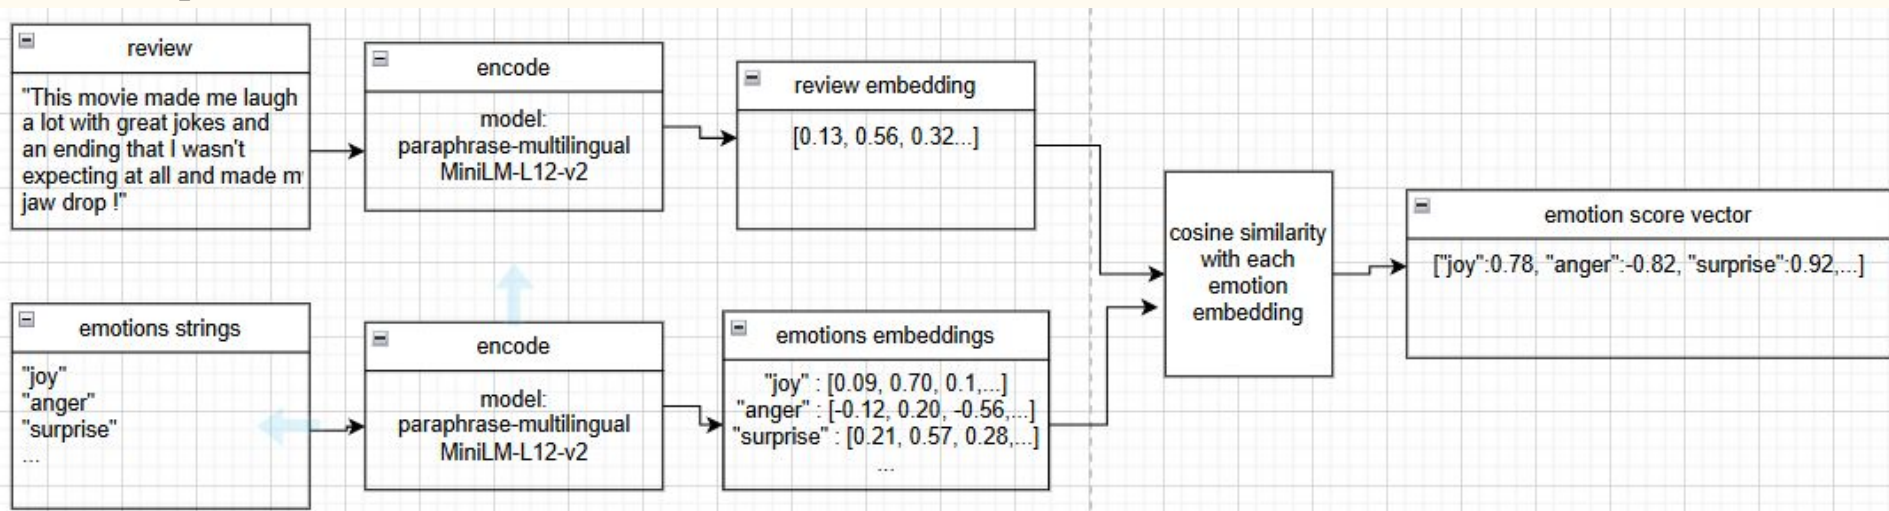 review
"This movie made me laugh
a lot with great jokes and
an ending that I wasn't
expecting at all and made
jaw drop !"
encode
model:
paraphrase-multilingual
MiniLM-L12-v2
review embedding
[0.13, 0.56, 0.32...]
emotions strings
"joy"
"anger"
"surprise"
...
encode
model:
paraphrase-multilingual
MiniLM-L12-v2
emotions embeddings
"joy" : [0.09, 0.70, 0.1,...]
"anger" : [-0.12, 0.20, -0.56,...]
"surprise" : [0.21, 0.57, 0.28,...]
...
cosine similarity
with each
emotion
embedding
emotion score vector
["joy":0.78, "anger":-0.82, "surprise":0.92,...]